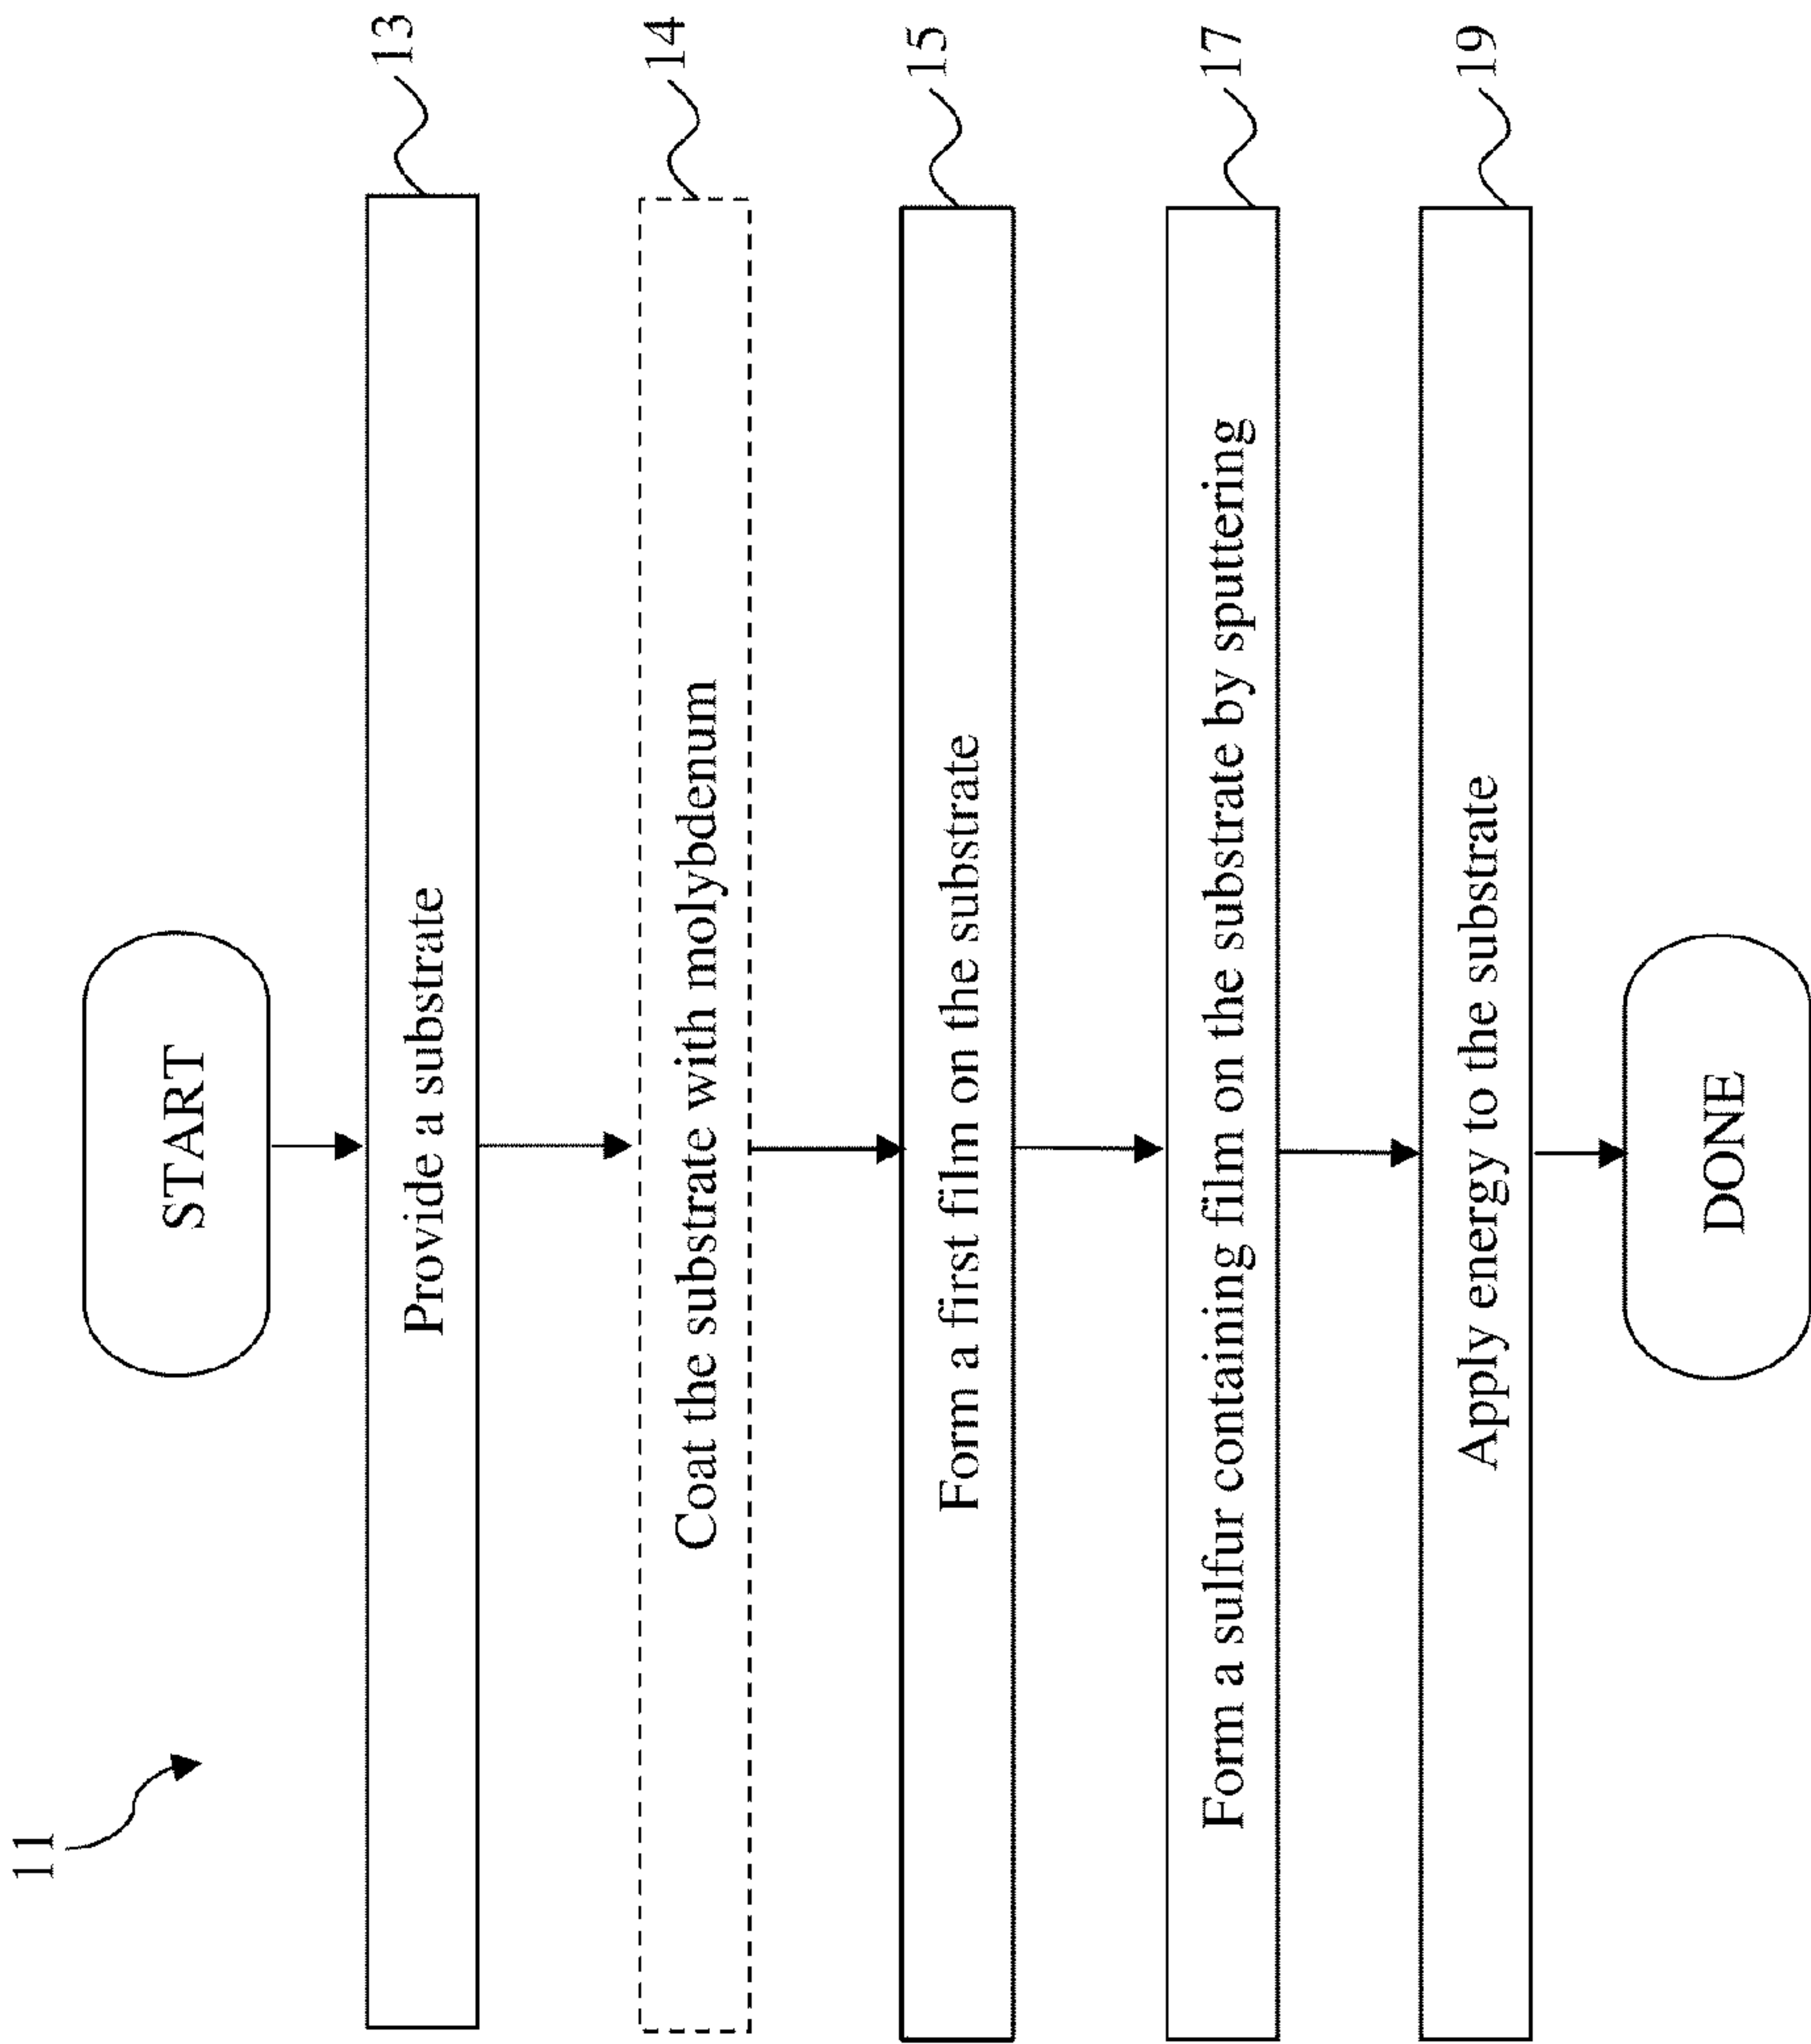 11
START
Provide a substrate
13
Coat the substrate with molybdenum
14
Form a first film on the substrate
15
Form a sulfur containing film on the substrate by sputtering
17
Apply energy to the substrate
19
DONE